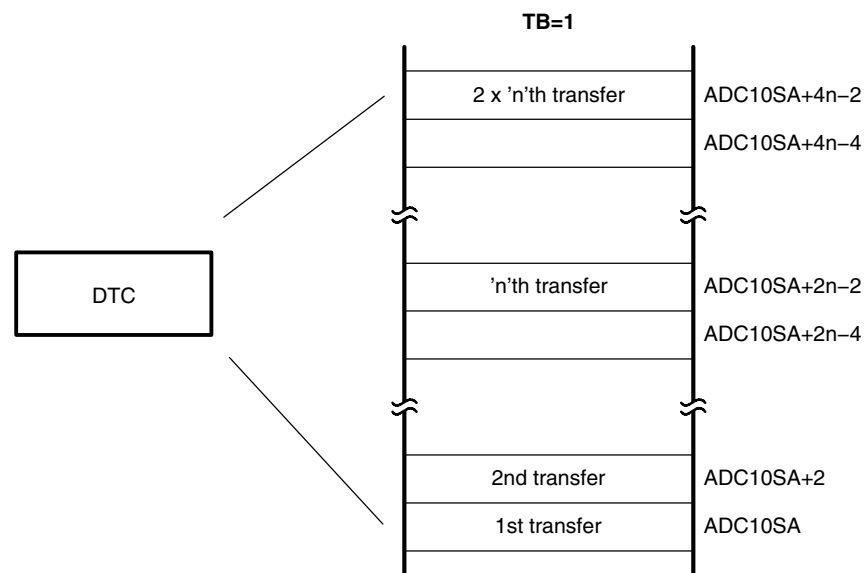 TB=1
2 x ’n’th transfer
ADC10SA+4n−2
ADC10SA+4n−4
DTC
’n’th transfer
ADC10SA+2n−2
ADC10SA+2n−4
2nd transfer
ADC10SA+2
1st transfer
ADC10SA